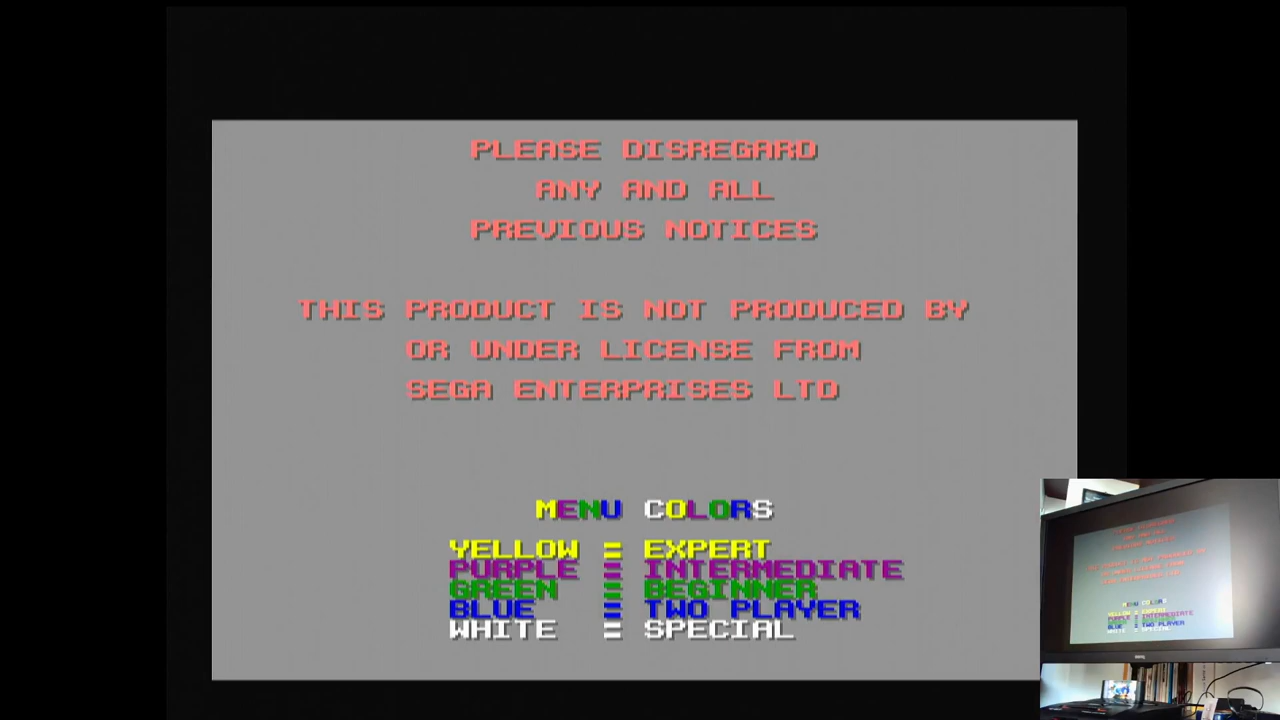 PLEASE DISREGARD
ANY AND ALL
PREVIOUS NOTICES
THIS PRODUCT IS NOT PRODUCED BY
OR UNDER LICENSE FROM
SEGA ENTERPRISES LTD
MENU COLORS
YELLOW = EXPERT
PURPLE = INTERMEDIATE
GREEN = BEGINNER
BLUE = TWO PLAYER
WHITE = SPECIAL